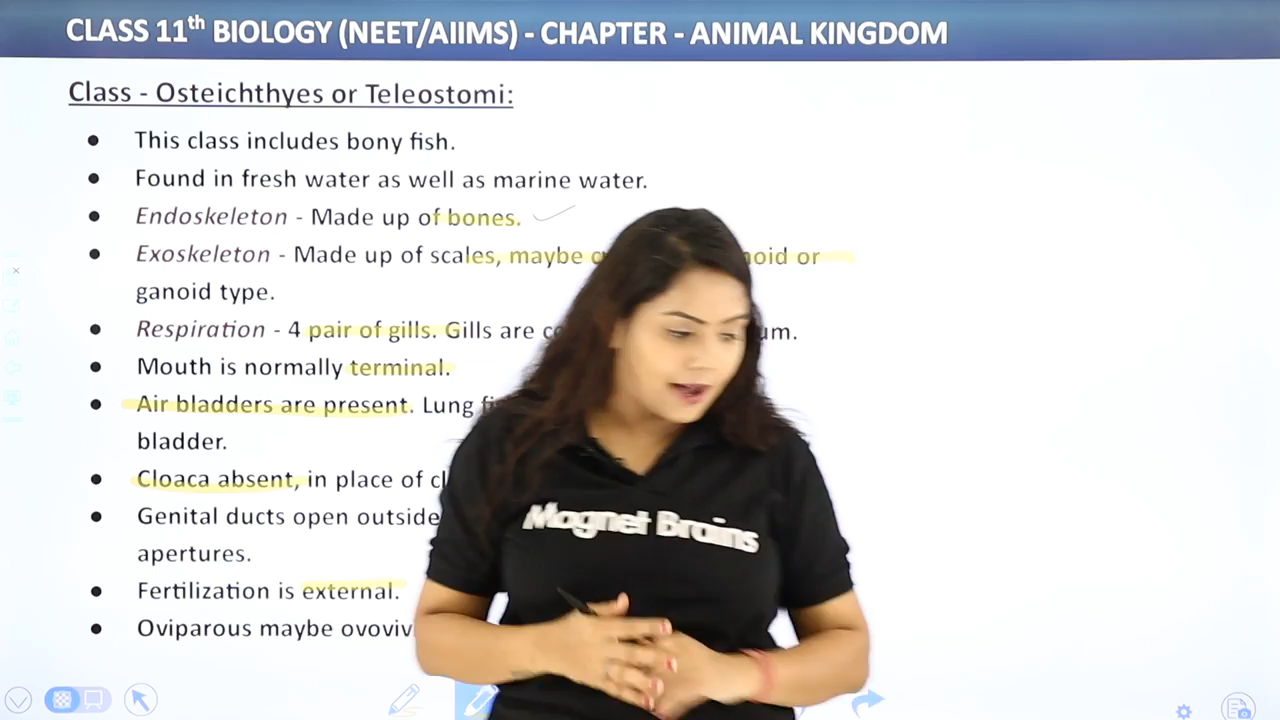 CLASS 11th BIOLOGY (NEET/AIIMS) - CHAPTER - ANIMAL KINGDOM
Class - Osteichthyes or Teleostomi:
● This class includes bony fish.
● Found in fresh water as well as marine water.
● Endoskeleton - Made up of bones.
● Exoskeleton - Made up of scales, maybe or
ganoid type.
● Respiration - 4 pair of gills. Gills are
● Mouth is normally terminal.
● Air bladders are present. Lung
bladder.
● Cloaca absent, in place of
● Genital ducts open outside
apertures.
● Fertilization is external.
● Oviparous maybe
Magnet Brains